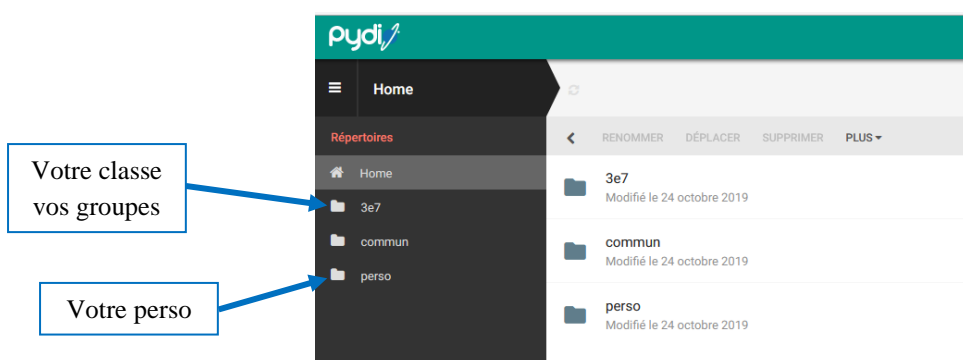 pydi
Home
Répertoires
Home
3e7
commun
perso
Votre classe
vos groupes
Votre perso
RENOMMER DÉPLACER SUPPRIMER PLUS
3e7
Modifié le 24 octobre 2019
commun
Modifié le 24 octobre 2019
perso
Modifié le 24 octobre 2019